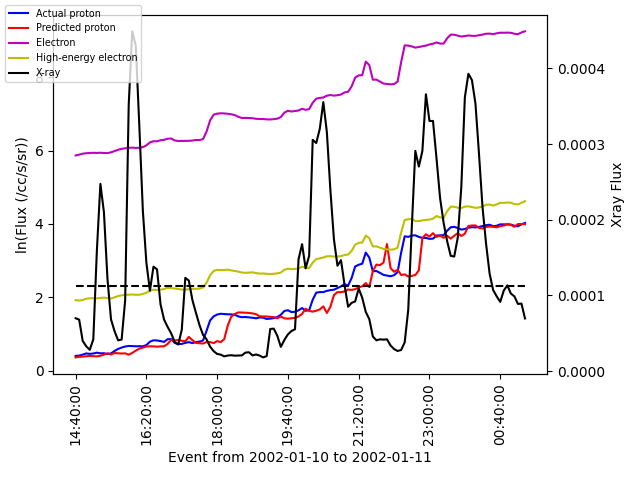 Actual proton
Predicted proton
Electron
High-energy electron
X-ray
8
6
4
2
0
ln(Flux (/cc/s/sr))
0.0004
0.0003
0.0002
0.0001
0.0000
Xray Flux
14:40:00
16:20:00
18:00:00
19:40:00
21:20:00
23:00:00
00:40:00
Event from 2002-01-10 to 2002-01-11